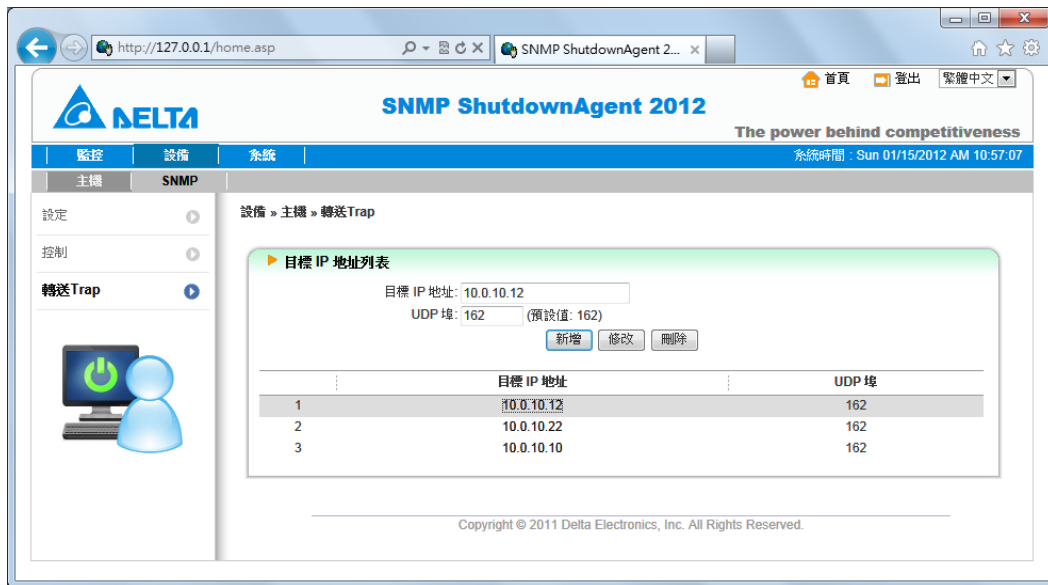 http://127.0.0.1/home.asp
SNMP ShutdownAgent 2...
首頁 登出 繁體中文
DELTA
SNMP ShutdownAgent 2012
The power behind competitiveness
監控 設備 系統
系統時間 : Sun 01/15/2012 AM 10:57:07
主機 SNMP
設定
控制
轉送Trap
設備 » 主機 » 轉送Trap
目標 IP 地址列表
目標 IP 地址: 10.0.10.12
UDP 埠: 162 (預設值: 162)
新增 修改 刪除
目標 IP 地址 UDP 埠
1 10.0.10.12 162
2 10.0.10.22 162
3 10.0.10.10 162
Copyright © 2011 Delta Electronics, Inc. All Rights Reserved.